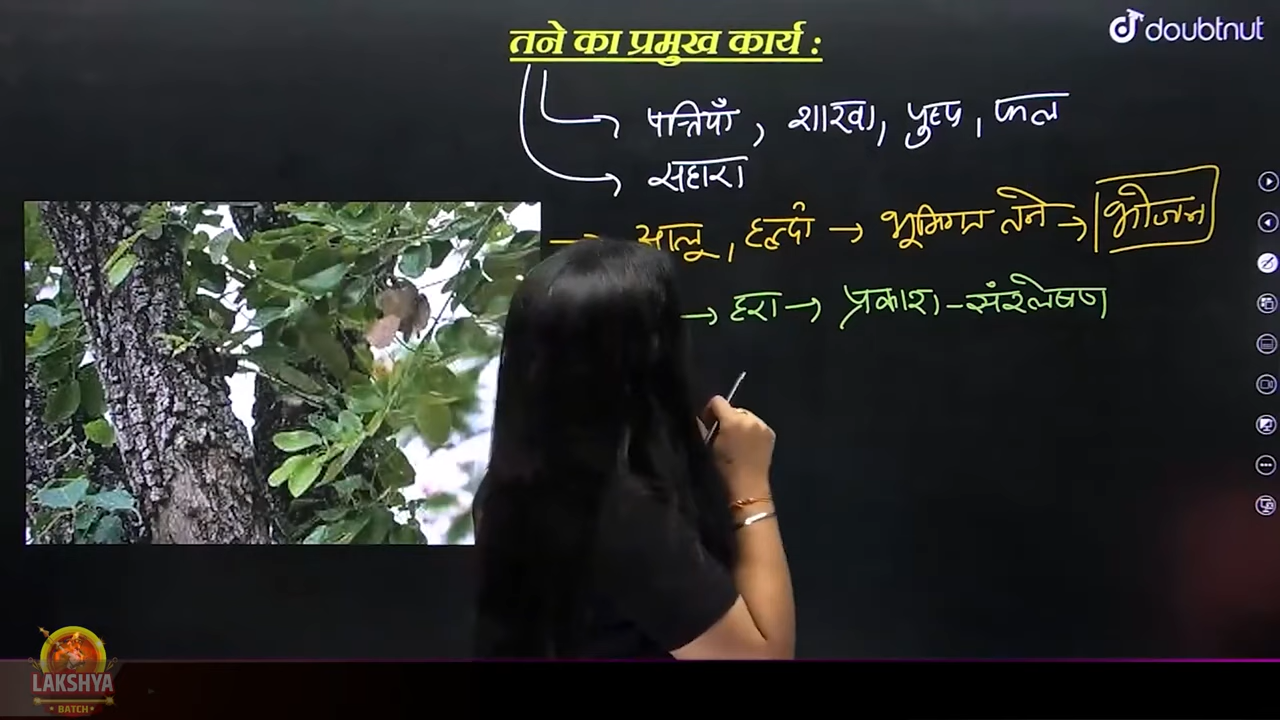 तने का प्रमुख कार्य :
doubtnut
→ पत्तियाँ, शाखा, पुष्प, फल
→ सहारा
→ आलू, हल्दी → भूमिगत तने → भोजन
→ हरा → प्रकाश-संश्लेषण
LAKSHYA
BATCH